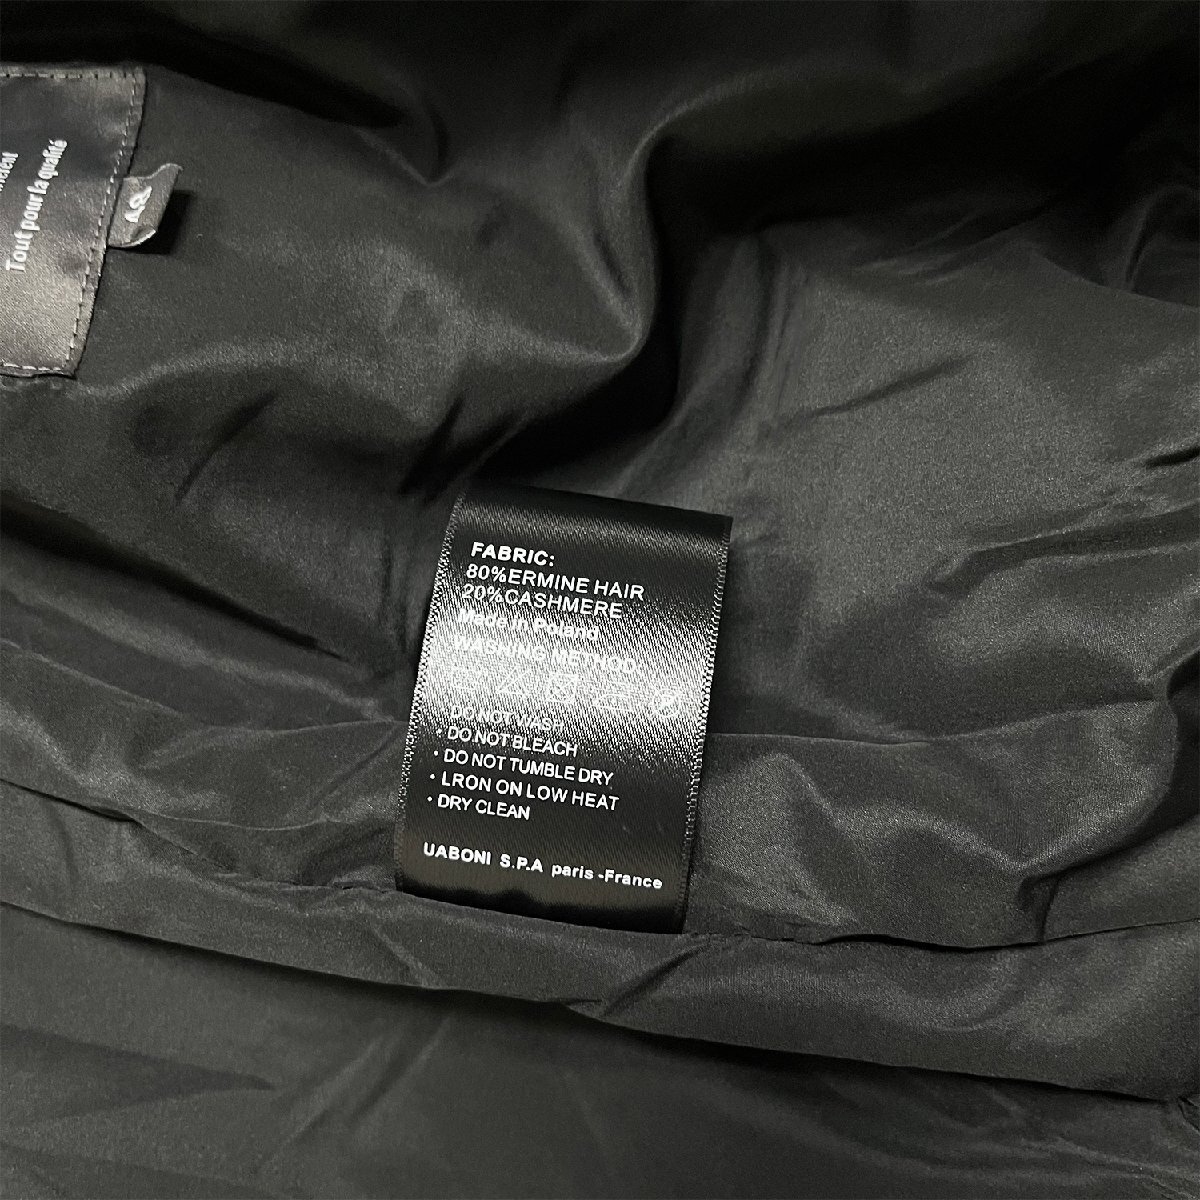 Tout pour la qualité
48
FABRIC:
80%ERMINE HAIR
20%CASHMERE
Made in Poland
WASHING METHOD:
DO NOT WASH
· DO NOT BLEACH
· DO NOT TUMBLE DRY
· LRON ON LOW HEAT
· DRY CLEAN
UABONI S.P.A paris -France